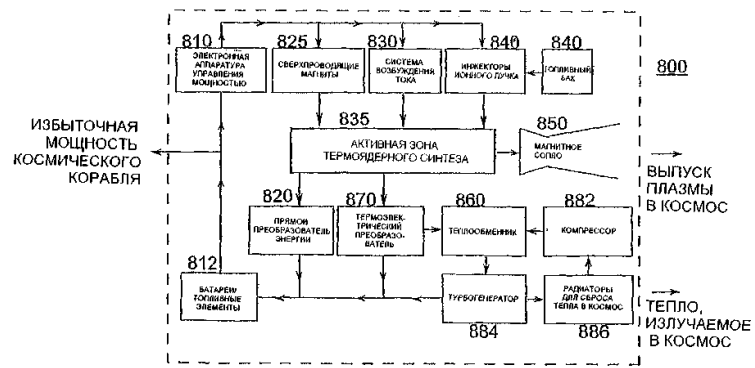 810
825
830
840
840
800
ЭЛЕКТРОННАЯ
АППАРАТУРА
УПРАВЛЕНИЯ
МОЩНОСТЬЮ
СВЕРХПРОВОДЯЩИЕ
МАГНИТЫ
СИСТЕМА
ВОЗБУЖДЕНИЯ
ТОКА
ИНЖЕКТОРЫ
ИОННОГО ПУЧКА
ТОПЛИВНЫЙ
БАК
835
АКТИВНАЯ ЗОНА
ТЕРМОЯДЕРНОГО СИНТЕЗА
850
МАГНИТНОЕ
СОПЛО
ИЗБЫТОЧНАЯ
МОЩНОСТЬ
КОСМИЧЕСКОГО
КОРАБЛЯ
ВЫПУСК
ПЛАЗМЫ
В КОСМОС
820
870
860
882
ПРЯМОЙ
ПРЕОБРАЗОВАТЕЛЬ
ЭНЕРГИИ
ТЕРМОЭЛЕК-
ТРИЧЕСКИЙ
ПРЕОБРАЗО-
ВАТЕЛЬ
ТЕПЛООБМЕННИК
КОМПРЕССОР
812
БАТАРЕИ/
ТОПЛИВНЫЕ
ЭЛЕМЕНТЫ
ТУРБОГЕНЕРАТОР
884
РАДИАТОРЫ
ДЛЯ СБРОСА
ТЕПЛА В КОСМОС
886
ТЕПЛО,
ИЗЛУЧАЕМОЕ
В КОСМОС